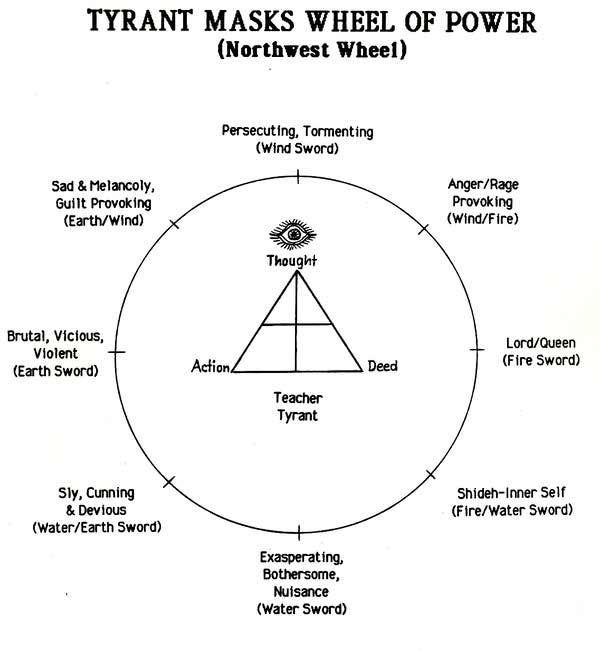 TYRANT MASKS WHEEL OF POWER
(Northwest Wheel)
Persecuting, Tormenting
(Wind Sword)
Sad & Melancoly,
Guilt Provoking
(Earth/Wind)
Anger/Rage
Provoking
(Wind/Fire)
Thought
Brutal, Vicious,
Violent
(Earth Sword)
Lord/Queen
(Fire Sword)
Action
Deed
Teacher
Tyrant
Sly, Cunning
& Devious
(Water/Earth Sword)
Shideh-Inner Self
(Fire/Water Sword)
Exasperating,
Bothersome,
Nuisance
(Water Sword)